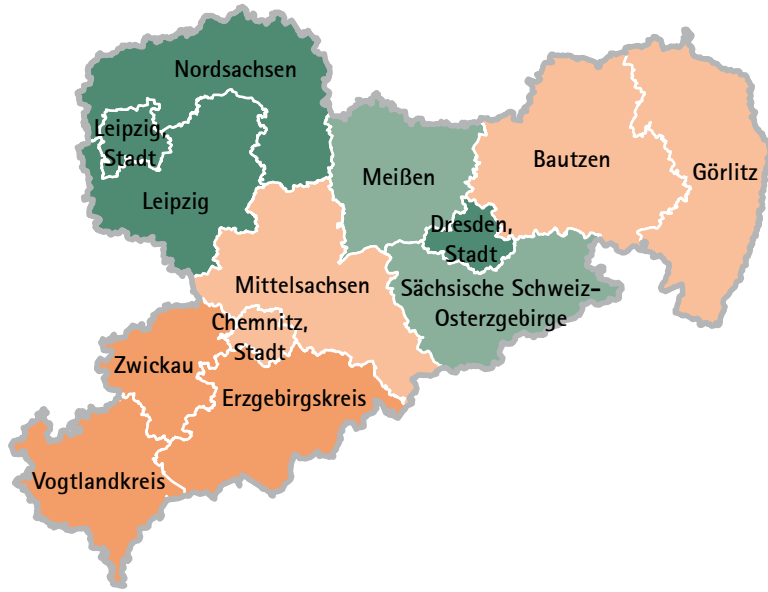 Nordsachsen
Leipzig,
Stadt
Leipzig
Meißen
Bautzen
Görlitz
Dresden,
Stadt
Mittelsachsen
Sächsische Schweiz-
Osterzgebirge
Chemnitz,
Stadt
Zwickau
Erzgebirgskreis
Vogtlandkreis